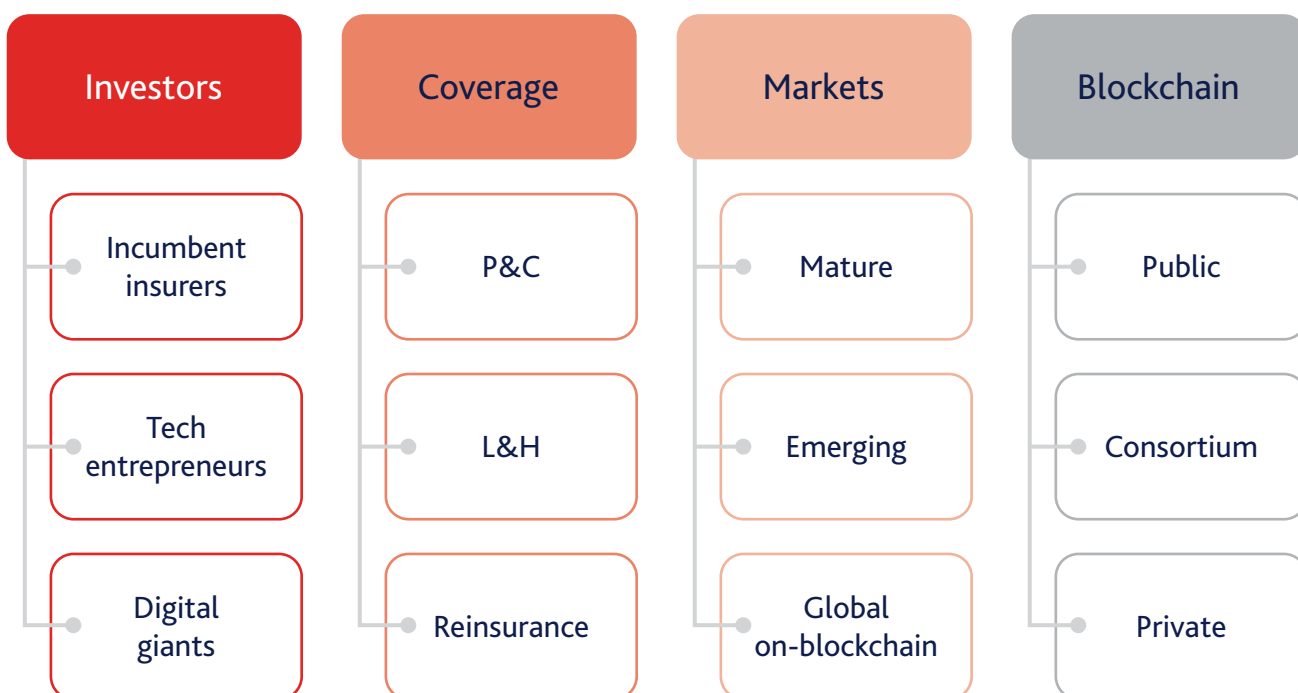 Investors
Incumbent
insurers
Tech
entrepreneurs
Digital
giants
Coverage
P&C
L&H
Reinsurance
Markets
Mature
Emerging
Global
on-blockchain
Blockchain
Public
Consortium
Private